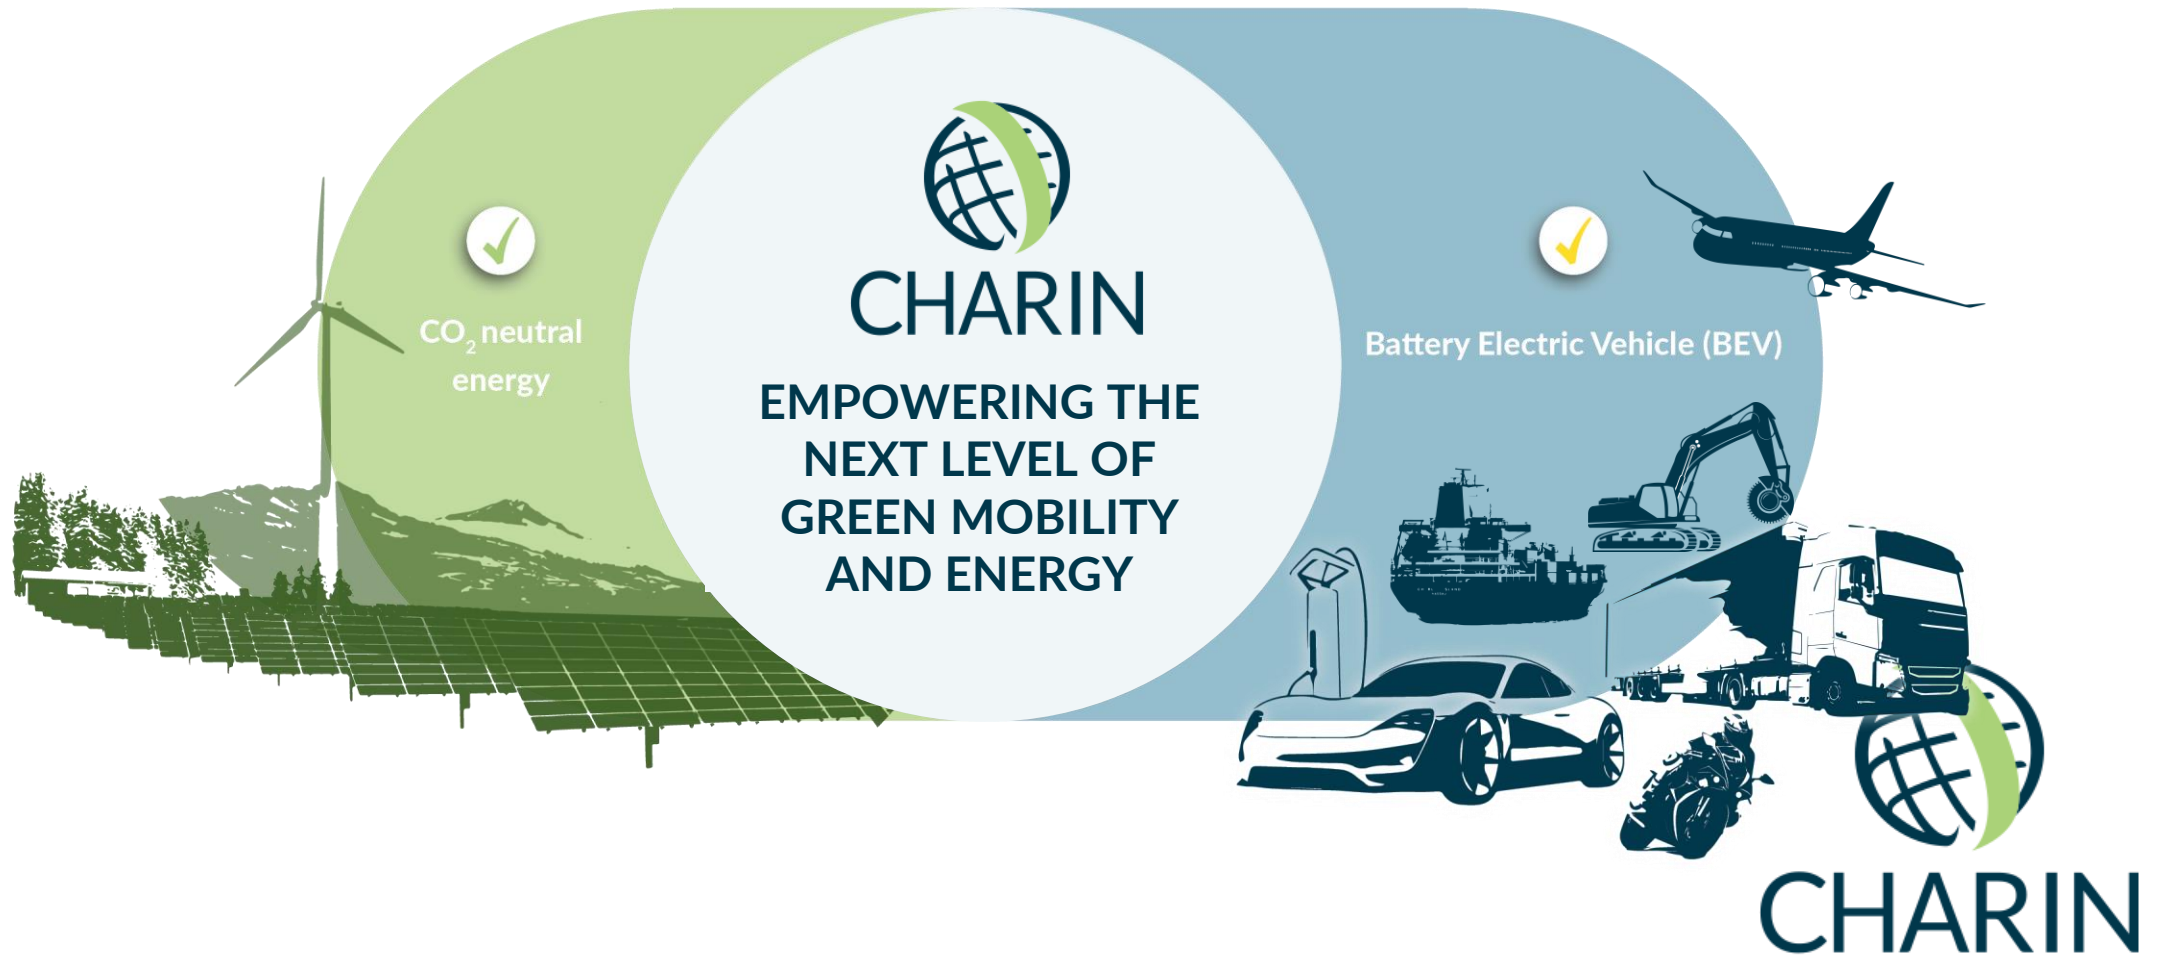 CHARIN
EMPOWERING THE
NEXT LEVEL OF
GREEN MOBILITY
AND ENERGY
CO₂ neutral
energy
Battery Electric Vehicle (BEV)
CHARIN